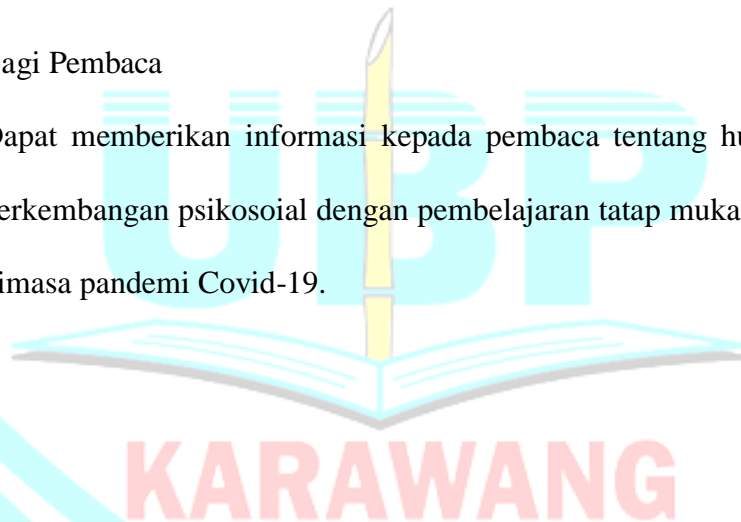 agi Pembaca
Dapat memberikan informasi kepada pembaca tentang hu
erkembangan psikosoial dengan pembelajaran tatap muka
imasa pandemi Covid-19.
UBP
KARAWANG